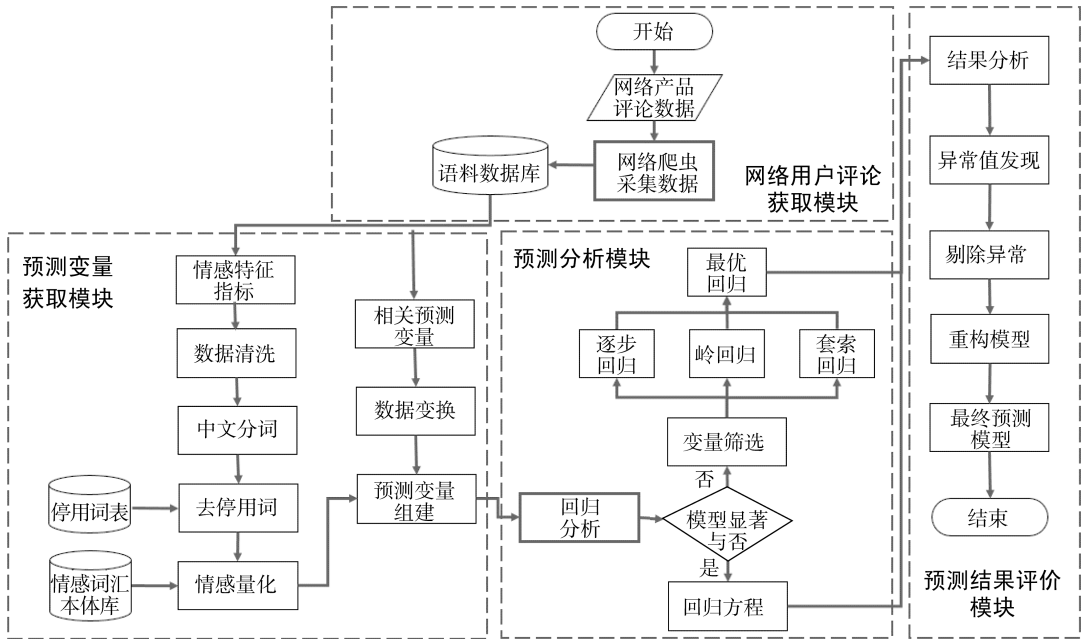 开始
网络产品
评论数据
网络爬虫
采集数据
语料数据库
网络用户评论
获取模块
预测变量
获取模块
情感特征
指标
数据清洗
中文分词
去停用词
情感量化
停用词表
情感词汇
本体库
相关预测
变量
数据变换
预测变量
组建
预测分析模块
最优
回归
逐步
回归
岭回归
套索
回归
变量筛选
否
回归
分析
模型显著
与否
是
回归方程
结果分析
异常值发现
剔除异常
重构模型
最终预测
模型
结束
预测结果评价
模块